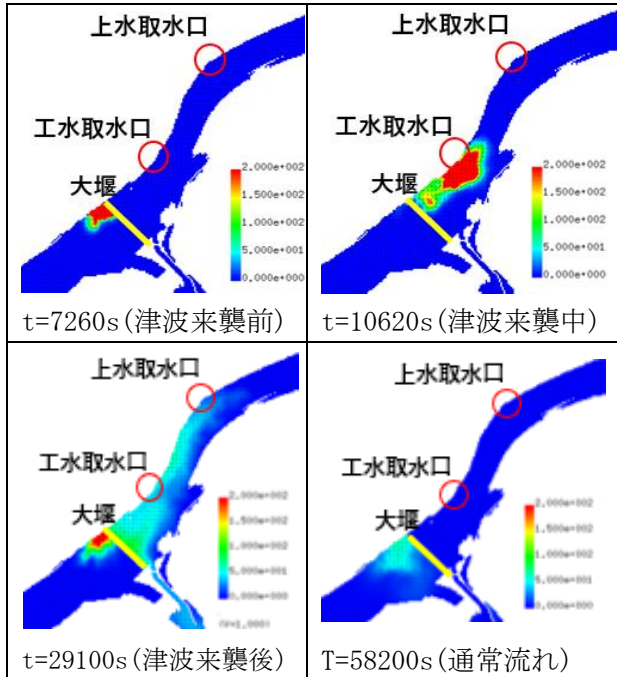 上水取水口
工水取水口
大堰
2.000e+002
1.500e+002
1.000e+002
5.000e+001
0.000e+000
t=7260s(津波来襲前)
上水取水口
工水取水口
大堰
2.000e+002
1.500e+002
1.000e+002
5.000e+001
0.000e+000
t=10620s(津波来襲中)
上水取水口
工水取水口
大堰
2.000e+002
1.500e+002
1.000e+002
5.000e+001
0.000e+000
t=29100s(津波来襲後)
上水取水口
工水取水口
大堰
2.000e+002
1.500e+002
1.000e+002
5.000e+001
0.000e+000
T=58200s(通常流れ)